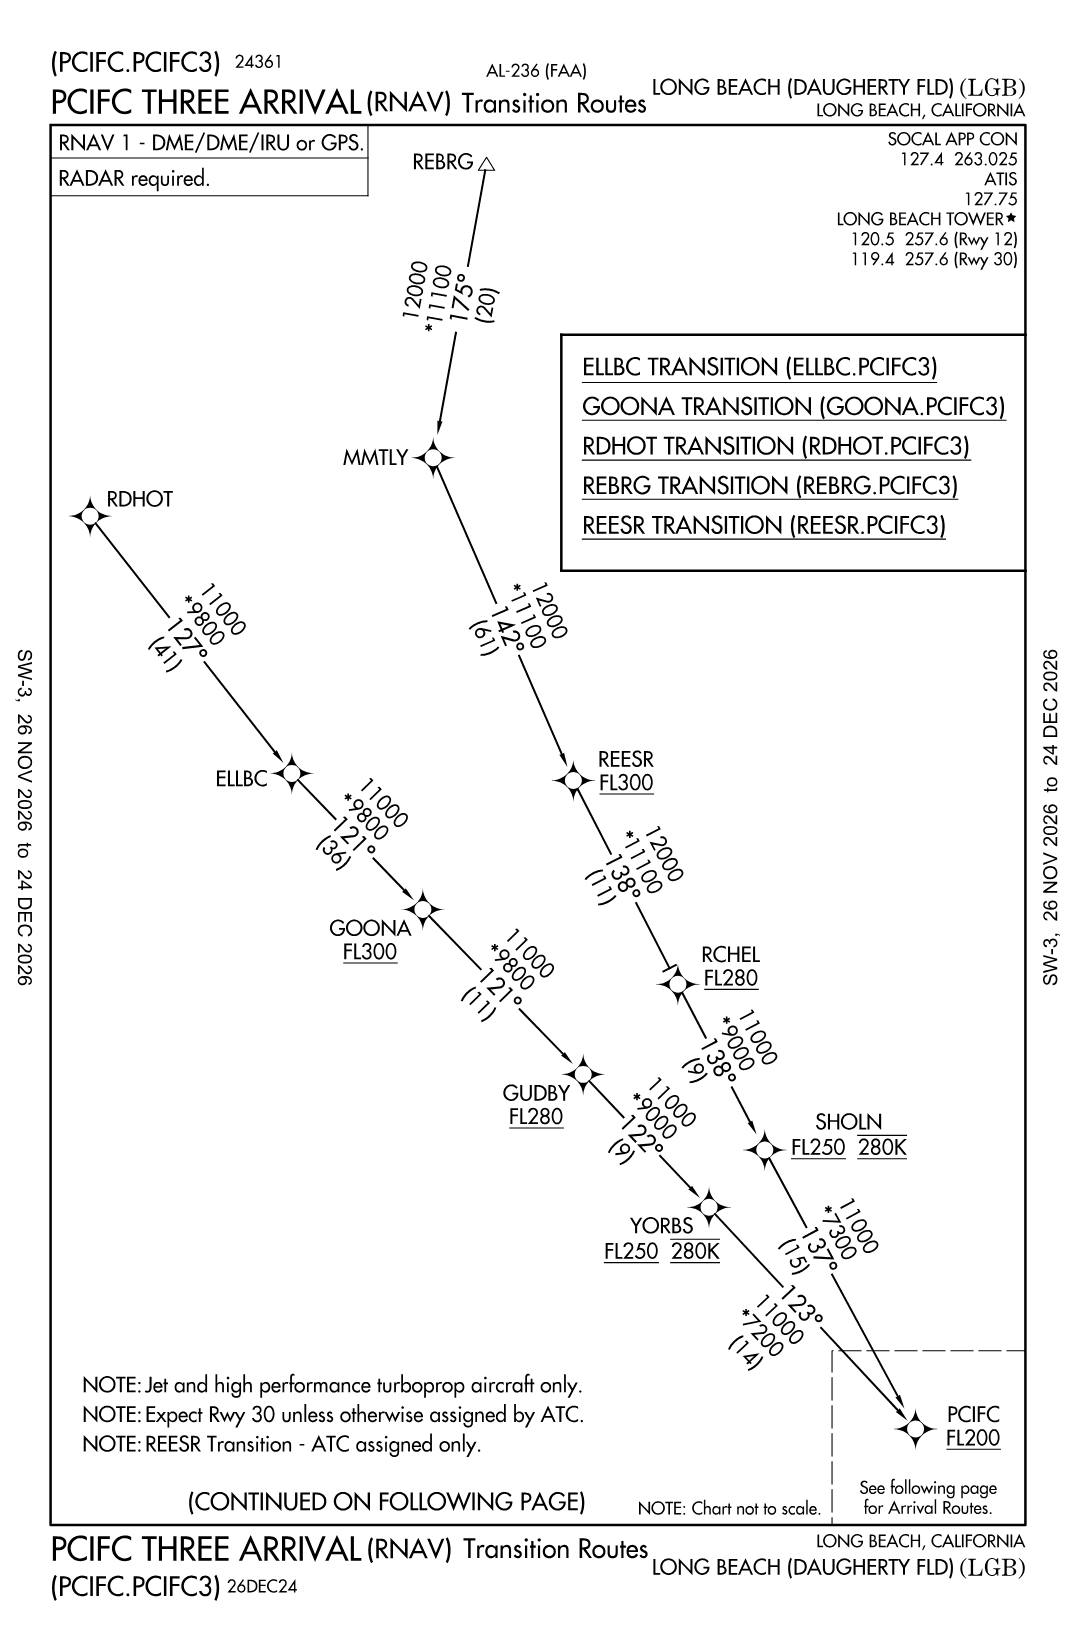 (PCIFC.PCIFC3) 24361
AL-236 (FAA)
PCIFC THREE ARRIVAL (RNAV) Transition Routes
LONG BEACH (DAUGHERTY FLD) (LGB)
LONG BEACH, CALIFORNIA
RNAV 1 - DME/DME/IRU or GPS.
RADAR required.
SOCAL APP CON
127.4 263.025
ATIS
127.75
LONG BEACH TOWER★
120.5 257.6 (Rwy 12)
119.4 257.6 (Rwy 30)
REBRG
12000
*11100
175°
(20)
ELLBC TRANSITION (ELLBC.PCIFC3)
GOONA TRANSITION (GOONA.PCIFC3)
RDHOT TRANSITION (RDHOT.PCIFC3)
REBRG TRANSITION (REBRG.PCIFC3)
REESR TRANSITION (REESR.PCIFC3)
MMTLY
RDHOT
11000
*9800
127°
(41)
12000
*11100
142°
(61)
SW-3, 26 NOV 2026 to 24 DEC 2026
SW-3, 26 NOV 2026 to 24 DEC 2026
REESR
FL300
ELLBC
11000
*9800
121°
(36)
12000
*11100
138°
(11)
GOONA
FL300
11000
*9800
121°
(11)
RCHEL
FL280
11000
*9000
138°
(9)
GUDBY
FL280
11000
*9000
122°
(9)
SHOLN
FL250 280K
YORBS
FL250 280K
11000
*7300
137°
(15)
123°
11000
*7200
(14)
PCIFC
FL200
NOTE: Jet and high performance turboprop aircraft only.
NOTE: Expect Rwy 30 unless otherwise assigned by ATC.
NOTE: REESR Transition - ATC assigned only.
(CONTINUED ON FOLLOWING PAGE)
NOTE: Chart not to scale.
See following page
for Arrival Routes.
PCIFC THREE ARRIVAL (RNAV) Transition Routes
(PCIFC.PCIFC3) 26DEC24
LONG BEACH, CALIFORNIA
LONG BEACH (DAUGHERTY FLD) (LGB)